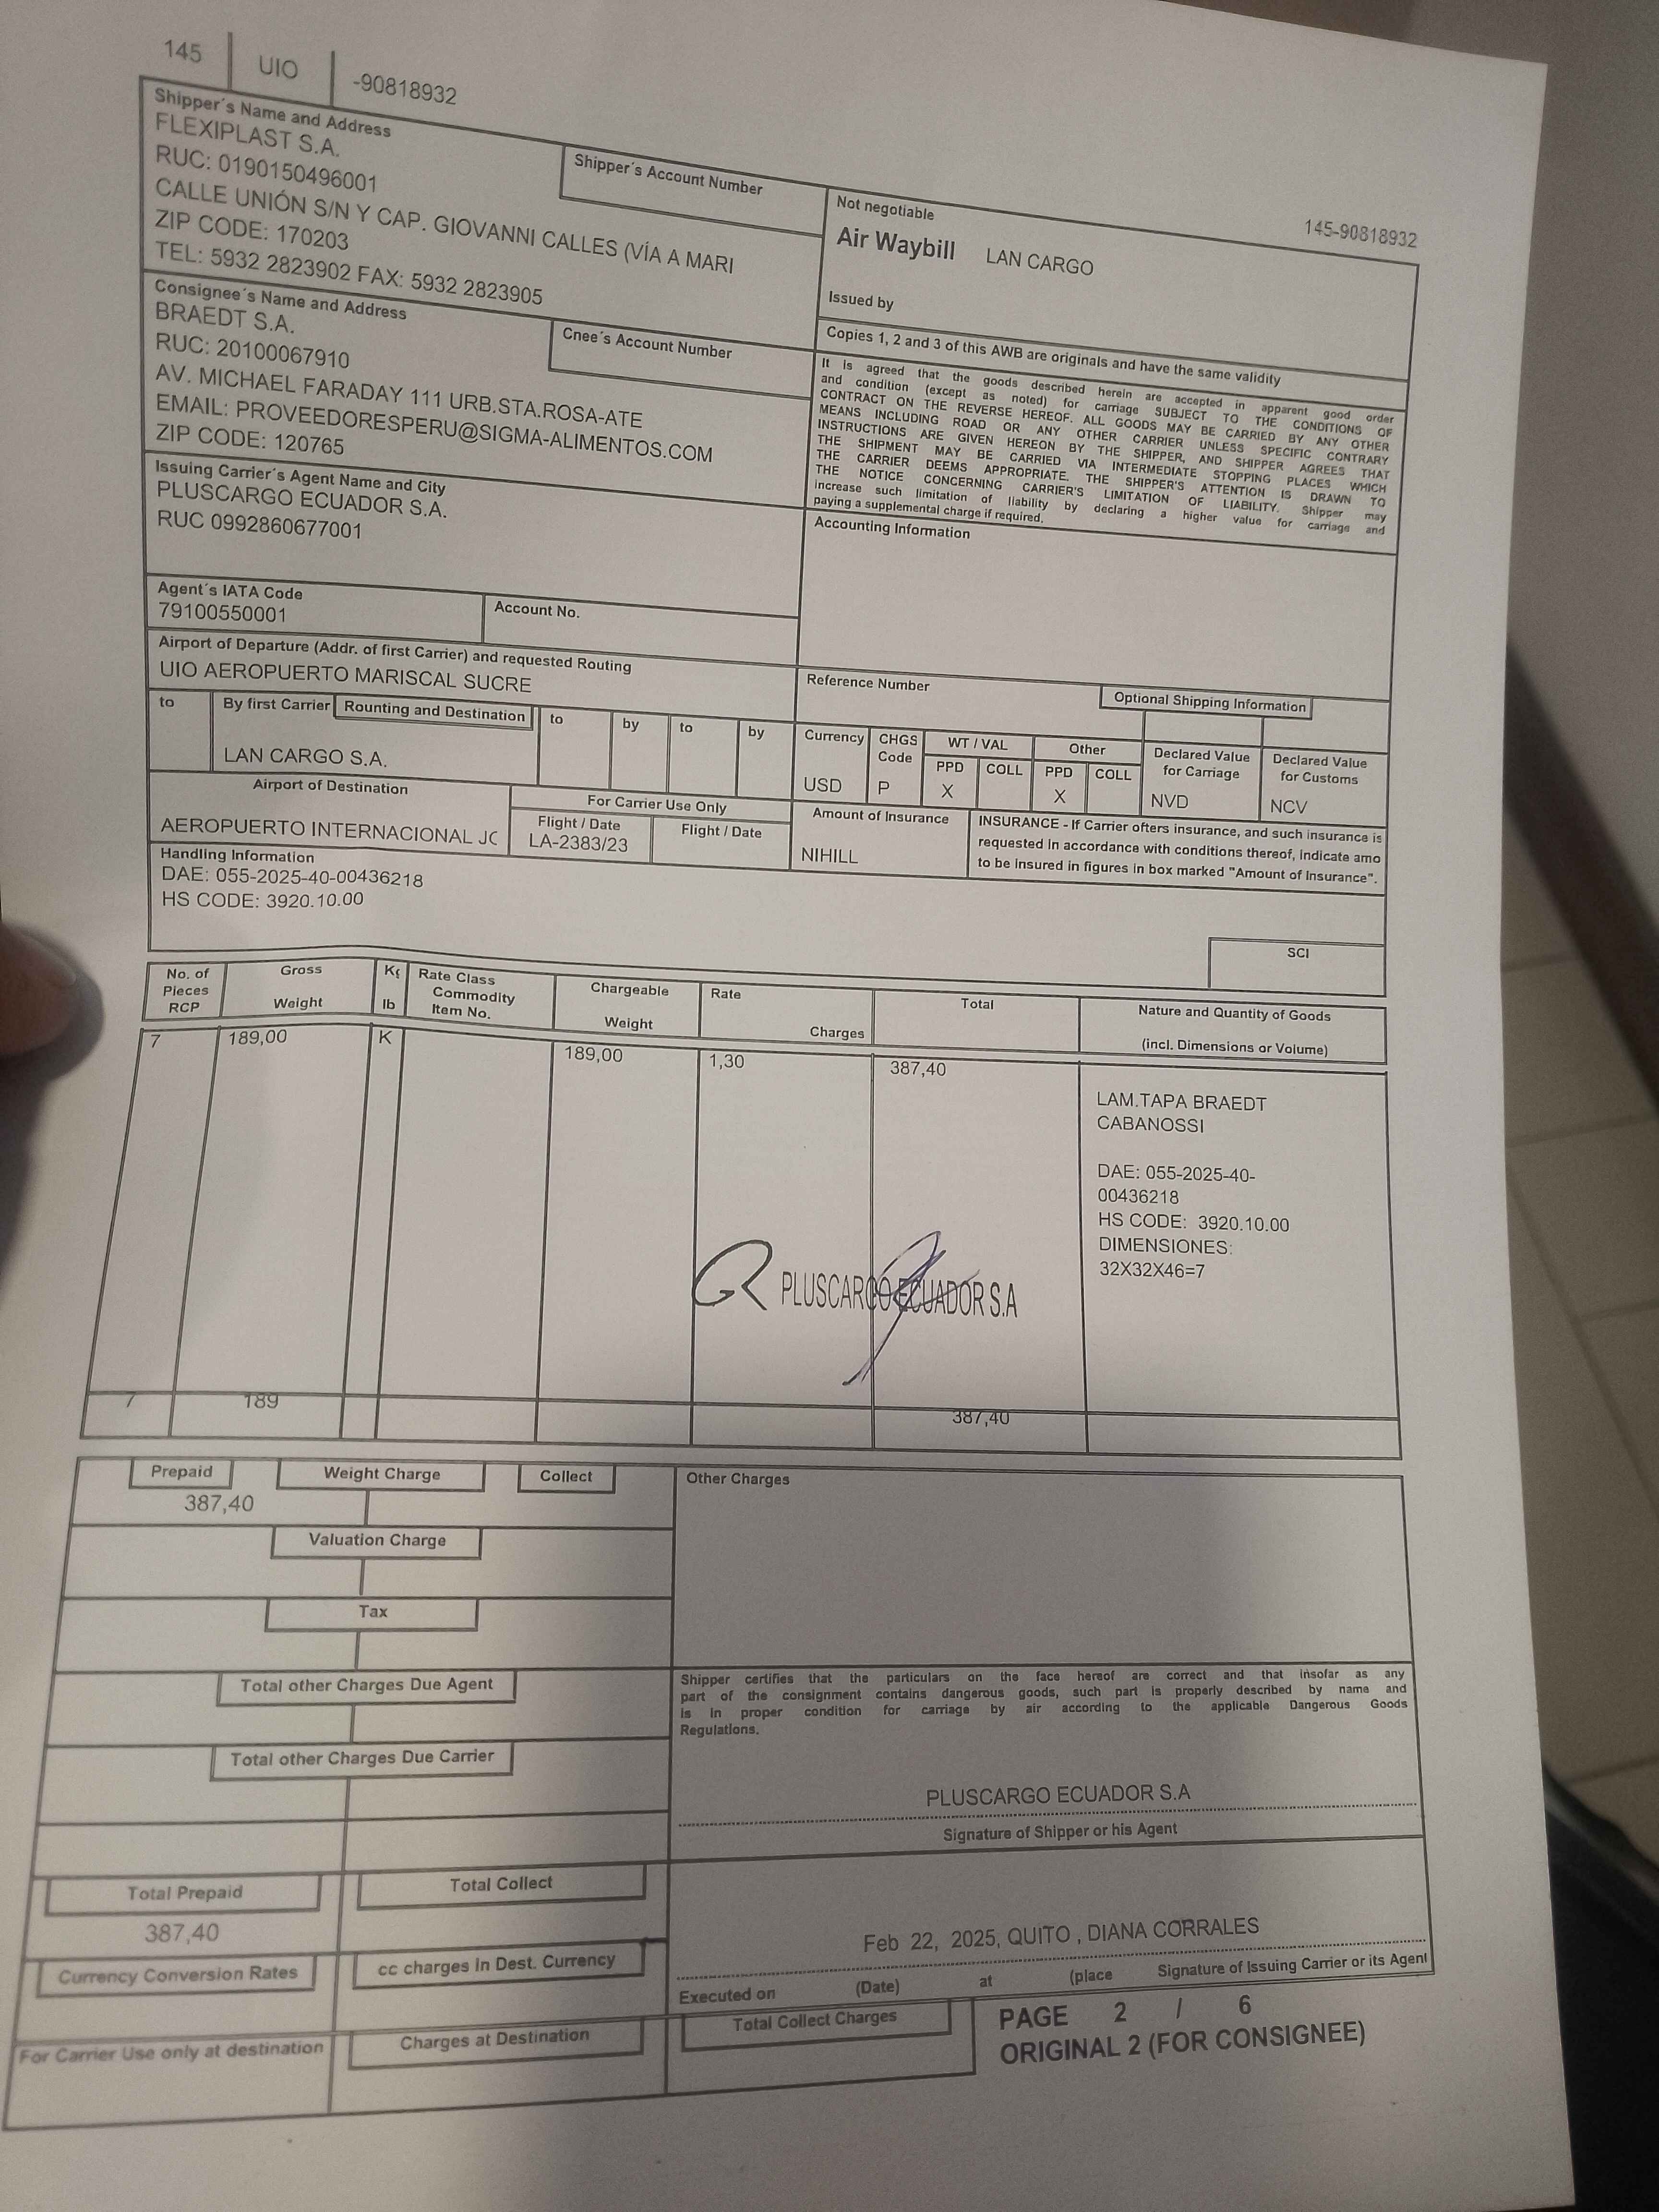 145 UIO -90818932
Shipper´s Name and Address
FLEXIPLAST S.A.
RUC: 0190150496001
CALLE UNIÓN S/N Y CAP. GIOVANNI CALLES (VÍA A MARI
ZIP CODE: 170203
TEL: 5932 2823902 FAX: 5932 2823905
Shipper´s Account Number
Not negotiable
145-90818932
Air Waybill LAN CARGO
Issued by
Consignee´s Name and Address
BRAEDT S.A.
RUC: 20100067910
AV. MICHAEL FARADAY 111 URB.STA.ROSA-ATE
EMAIL: PROVEEDORESPERU@SIGMA-ALIMENTOS.COM
ZIP CODE: 120765
Cnee´s Account Number
Copies 1, 2 and 3 of this AWB are originals and have the same validity
It is agreed that the goods described herein are accepted in apparent good order
and condition (except as noted) for carriage SUBJECT TO THE CONDITIONS OF
CONTRACT ON THE REVERSE HEREOF. ALL GOODS MAY BE CARRIED BY ANY OTHER
MEANS INCLUDING ROAD OR ANY OTHER CARRIER UNLESS SPECIFIC CONTRARY
INSTRUCTIONS ARE GIVEN HEREON BY THE SHIPPER, AND SHIPPER AGREES THAT
THE SHIPMENT MAY BE CARRIED VIA INTERMEDIATE STOPPING PLACES WHICH
THE CARRIER DEEMS APPROPRIATE. THE SHIPPER'S ATTENTION IS DRAWN TO
THE NOTICE CONCERNING CARRIER'S LIMITATION OF LIABILITY. Shipper may
increase such limitation of liability by declaring a higher value for carriage and
paying a supplemental charge if required.
Issuing Carrier´s Agent Name and City
PLUSCARGO ECUADOR S.A.
RUC 0992860677001
Accounting Information
Agent´s IATA Code
79100550001
Account No.
Airport of Departure (Addr. of first Carrier) and requested Routing
UIO AEROPUERTO MARISCAL SUCRE
Reference Number
Optional Shipping Information
to By first Carrier Rounting and Destination to by to by
LAN CARGO S.A.
Currency CHGS Code WT / VAL Other Declared Value for Carriage Declared Value for Customs
PPD COLL PPD COLL
USD P X X NVD NCV
Airport of Destination
AEROPUERTO INTERNACIONAL JC
For Carrier Use Only
Flight / Date Flight / Date
LA-2383/23
Amount of Insurance
NIHILL
INSURANCE - If Carrier ofters insurance, and such insurance is
requested in accordance with conditions thereof, indicate amo
to be insured in figures in box marked "Amount of Insurance".
Handling Information
DAE: 055-2025-40-00436218
HS CODE: 3920.10.00
SCI
No. of Pieces RCP
Gross Weight
Kg lb
Rate Class Commodity Item No.
Chargeable Weight
Rate Charges
Total
Nature and Quantity of Goods
(incl. Dimensions or Volume)
7 189,00 K 189,00 1,30 387,40
LAM.TAPA BRAEDT
CABANOSSI
DAE: 055-2025-40-
00436218
HS CODE: 3920.10.00
DIMENSIONES:
32X32X46=7
PLUSCARGO ECUADOR S.A
7 189 387,40
Prepaid Weight Charge Collect
387,40
Other Charges
Valuation Charge
Tax
Total other Charges Due Agent
Shipper certifies that the particulars on the face hereof are correct and that insofar as any
part of the consignment contains dangerous goods, such part is properly described by name and
is in proper condition for carriage by air according to the applicable Dangerous Goods
Regulations.
Total other Charges Due Carrier
PLUSCARGO ECUADOR S.A
Signature of Shipper or his Agent
Total Prepaid Total Collect
387,40
Feb 22, 2025, QUITO , DIANA CORRALES
Currency Conversion Rates cc charges In Dest. Currency
Executed on (Date) at (place Signature of Issuing Carrier or its Agent
For Carrier Use only at destination Charges at Destination Total Collect Charges
PAGE 2 / 6
ORIGINAL 2 (FOR CONSIGNEE)